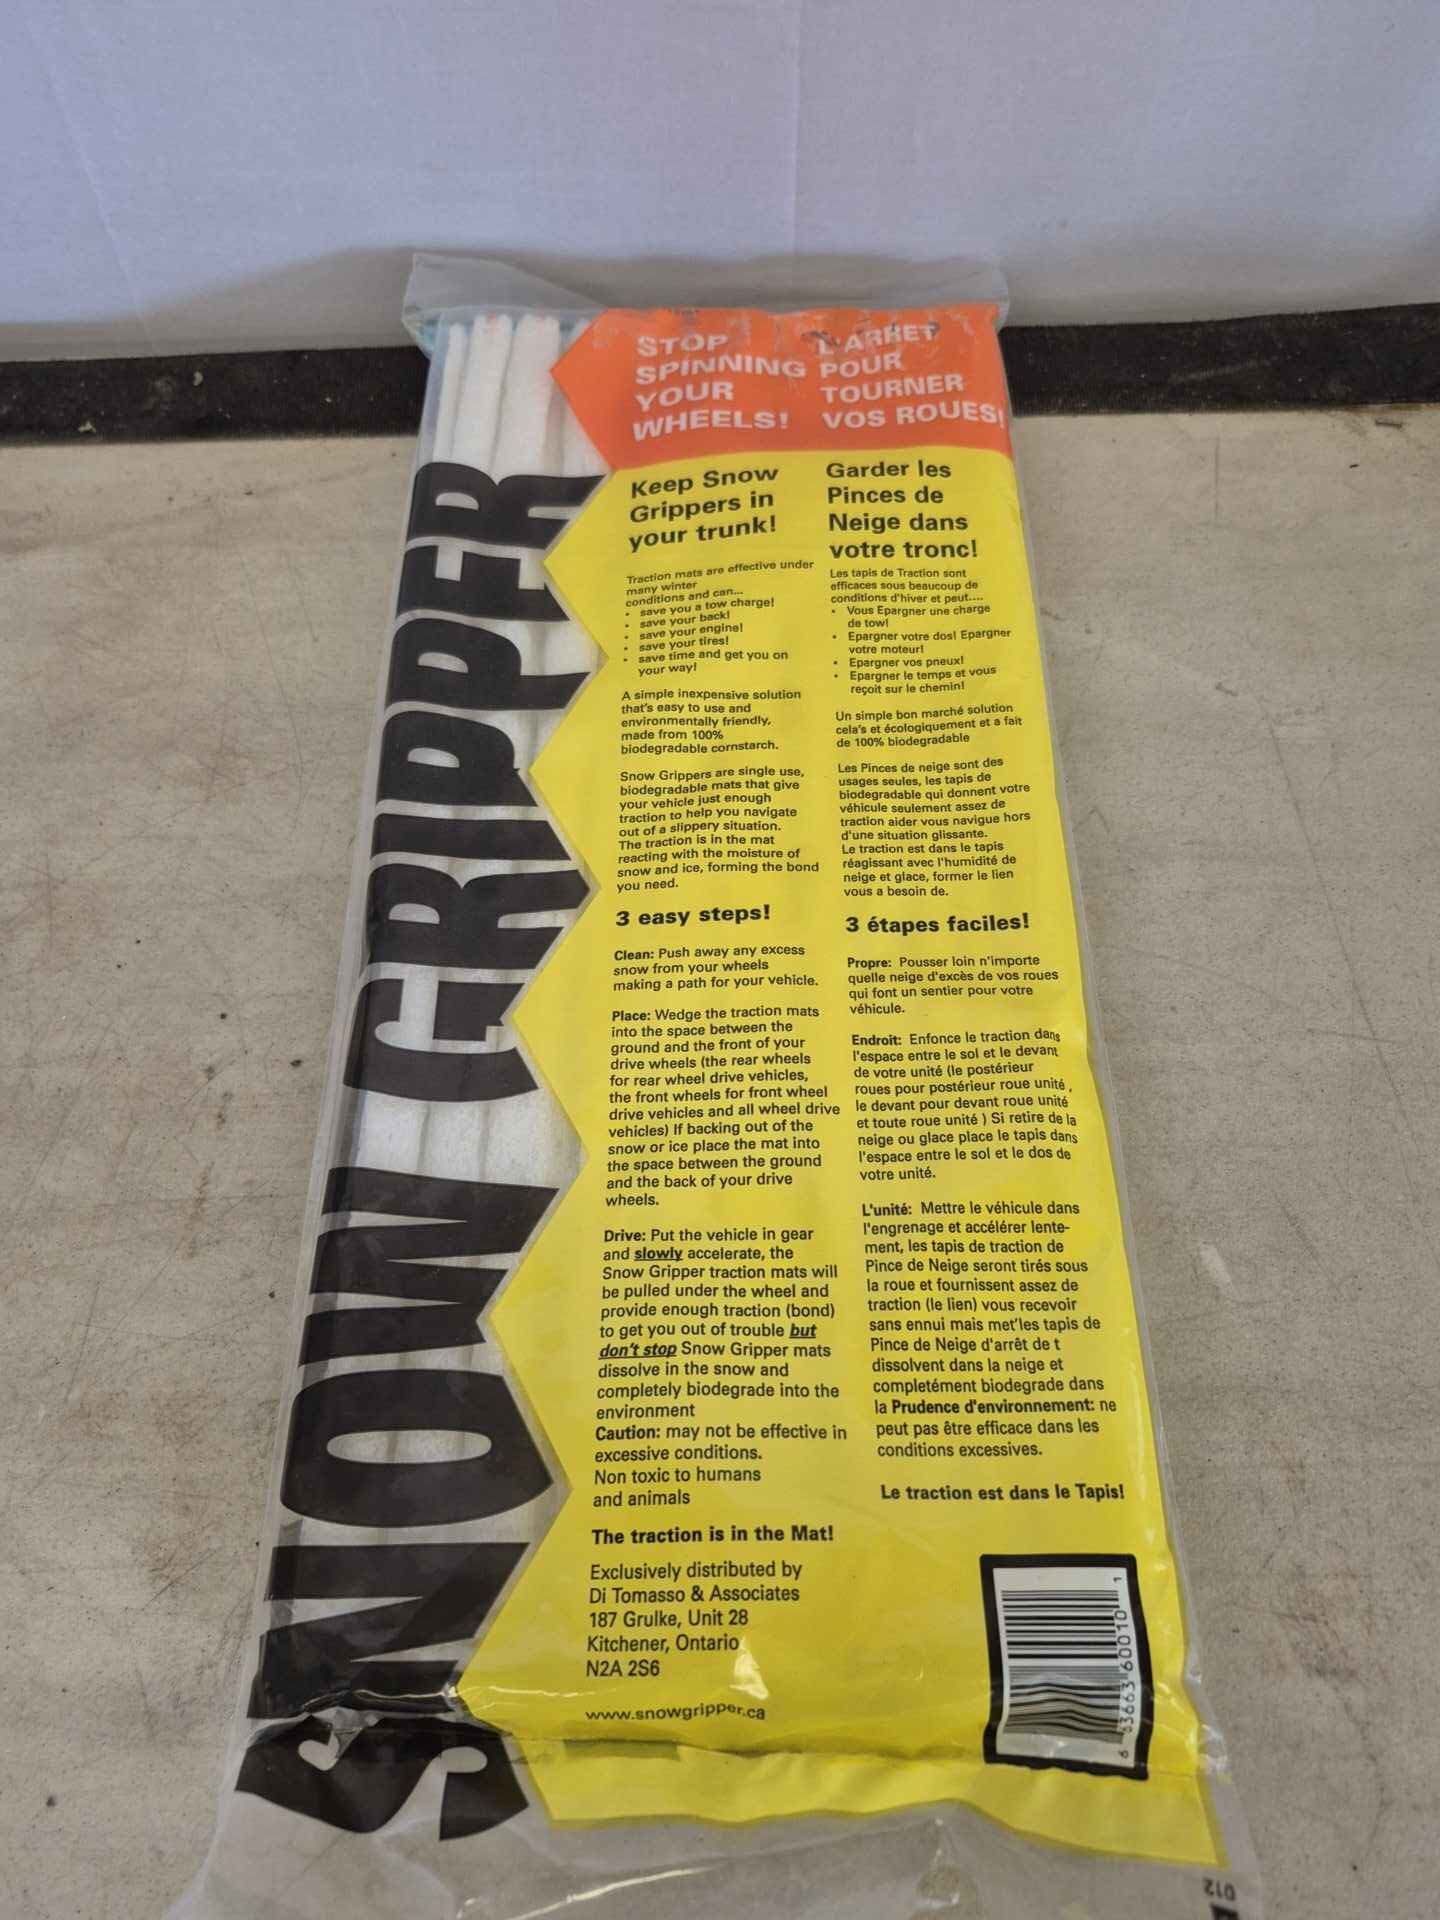 SNOW GRIPPER
STOP
SPINNING
YOUR
WHEELS!
L'ARRET
POUR
TOURNER
VOS ROUES!
Keep Snow
Grippers in
your trunk!
Traction mats are effective under
many winter
conditions and can...
• save you a tow charge!
• save your back!
• save your engine!
• save your tires!
• save time and get you on
your way!
A simple inexpensive solution
that's easy to use and
environmentally friendly,
made from 100%
biodegradable cornstarch.
Snow Grippers are single use,
biodegradable mats that give
your vehicle just enough
traction to help you navigate
out of a slippery situation.
The traction is in the mat
reacting with the moisture of
snow and ice, forming the bond
you need.
3 easy steps!
Clean: Push away any excess
snow from your wheels
making a path for your vehicle.
Place: Wedge the traction mats
into the space between the
ground and the front of your
drive wheels (the rear wheels
for rear wheel drive vehicles,
the front wheels for front wheel
drive vehicles and all wheel drive
vehicles) If backing out of the
snow or ice place the mat into
the space between the ground
and the back of your drive
wheels.
Drive: Put the vehicle in gear
and slowly accelerate, the
Snow Gripper traction mats will
be pulled under the wheel and
provide enough traction (bond)
to get you out of trouble but
don't stop Snow Gripper mats
dissolve in the snow and
completely biodegrade into the
environment
Caution: may not be effective in
excessive conditions.
Non toxic to humans
and animals
The traction is in the Mat!
Exclusively distributed by
Di Tomasso & Associates
187 Grulke, Unit 28
Kitchener, Ontario
N2A 2S6
www.snowgripper.ca
Garder les
Pinces de
Neige dans
votre tronc!
Les tapis de Traction sont
efficaces sous beaucoup de
conditions d'hiver et peut....
• Vous Epargner une charge
de tow!
• Epargner votre dos! Epargner
votre moteur!
• Epargner vos pneux!
• Epargner le temps et vous
reçoit sur le chemin!
Un simple bon marché solution
cela's et écologiquement et a fait
de 100% biodegradable
Les Pinces de neige sont des
usages seules, les tapis de
biodegradable qui donnent votre
véhicule seulement assez de
traction aider vous navigue hors
d'une situation glissante.
Le traction est dans le tapis
réagissant avec l'humidité de
neige et glace, former le lien
vous a besoin de.
3 étapes faciles!
Propre: Pousser loin n'importe
quelle neige d'excès de vos roues
qui font un sentier pour votre
véhicule.
Endroit: Enfonce le traction dans
l'espace entre le sol et le devant
de votre unité (le postérieur
roues pour postérieur roue unité,
le devant pour devant roue unité
et toute roue unité ) Si retire de la
neige ou glace place le tapis dans
l'espace entre le sol et le dos de
votre unité.
L'unité: Mettre le véhicule dans
l'engrenage et accélérer lente-
ment, les tapis de traction de
Pince de Neige seront tirés sous
la roue et fournissent assez de
traction (le lien) vous recevoir
sans ennui mais met'les tapis de
Pince de Neige d'arrêt de t
dissolvent dans la neige et
completément biodegrade dans
la Prudence d'environnement: ne
peut pas être efficace dans les
conditions excessives.
Le traction est dans le Tapis!
6 83663 60010 1
012